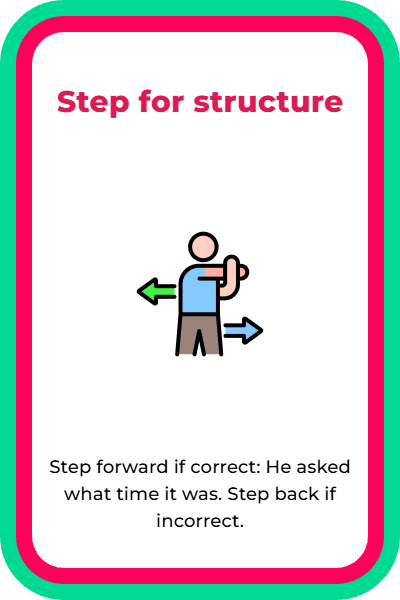 Step for structure
Step forward if correct: He asked
what time it was. Step back if
incorrect.